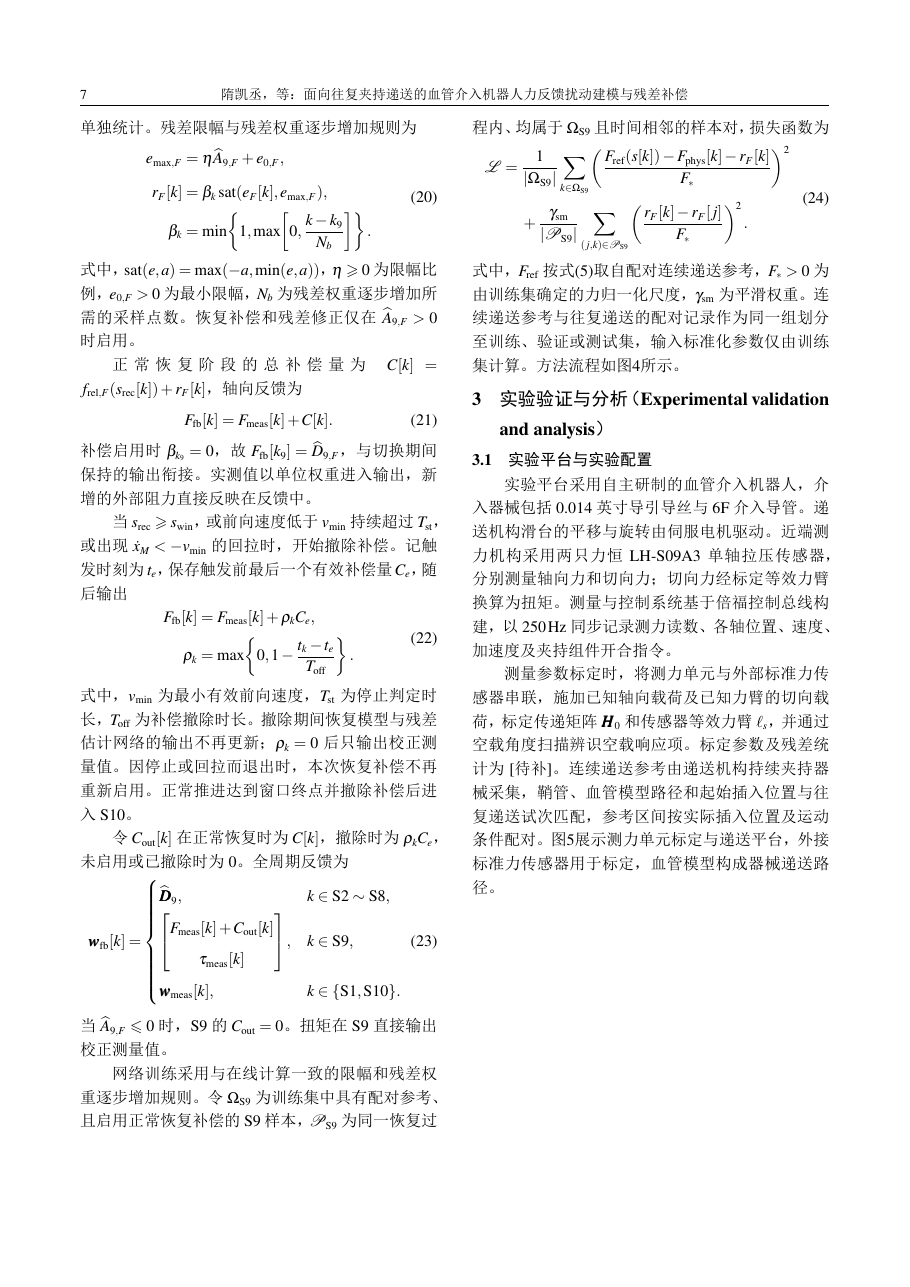 7
隋凯丞，等：面向往复夹持递送的血管介入机器人力反馈扰动建模与残差补偿
单独统计。残差限幅与残差权重逐步增加规则为
e_{max,F} = ηÂ_{9,F} + e_{0,F},
r_F[k] = β_k sat(e_F[k], e_{max,F}),
β_k = min{1, max[0, (k − k_9)/N_b]}.
(20)
式中，sat(e,a) = max(−a,min(e,a))，η ⩾ 0 为限幅比
例，e_{0,F} > 0 为最小限幅，N_b 为残差权重逐步增加所
需的采样点数。恢复补偿和残差修正仅在 Â_{9,F} > 0
时启用。
正常恢复阶段的总补偿量为 C[k] =
f_{rel,F}(s_{rec}[k]) + r_F[k]，轴向反馈为
F_{fb}[k] = F_{meas}[k] + C[k]. (21)
补偿启用时 β_{k_9} = 0，故 F_{fb}[k_9] = D̂_{9,F}，与切换期间
保持的输出衔接。实测值以单位权重进入输出，新
增的外部阻力直接反映在反馈中。
当 s_{rec} ⩾ s_{win}，或前向速度低于 v_{min} 持续超过 T_{st}，
或出现 ẋ_M < −v_{min} 的回拉时，开始撤除补偿。记触
发时刻为 t_e，保存触发前最后一个有效补偿量 C_e，随
后输出
F_{fb}[k] = F_{meas}[k] + ρ_k C_e,
ρ_k = max{0, 1 − (t_k − t_e)/T_{off}}.
(22)
式中，v_{min} 为最小有效前向速度，T_{st} 为停止判定时
长，T_{off} 为补偿撤除时长。撤除期间恢复模型与残差
估计网络的输出不再更新；ρ_k = 0 后只输出校正测
量值。因停止或回拉而退出时，本次恢复补偿不再
重新启用。正常推进达到窗口终点并撤除补偿后进
入 S10。
令 C_{out}[k] 在正常恢复时为 C[k]，撤除时为 ρ_k C_e，
未启用或已撤除时为 0。全周期反馈为
w_{fb}[k] = { D̂_9, k ∈ S2 ∼ S8,
[F_{meas}[k] + C_{out}[k]
τ_{meas}[k]], k ∈ S9, (23)
w_{meas}[k], k ∈ {S1,S10}.
当 Â_{9,F} ⩽ 0 时，S9 的 C_{out} = 0。扭矩在 S9 直接输出
校正测量值。
网络训练采用与在线计算一致的限幅和残差权
重逐步增加规则。令 Ω_{S9} 为训练集中具有配对参考、
且启用正常恢复补偿的 S9 样本，𝒫_{S9} 为同一恢复过
程内、均属于 Ω_{S9} 且时间相邻的样本对，损失函数为
ℒ = 1/|Ω_{S9}| ∑_{k∈Ω_{S9}} ((F_{ref}(s[k]) − F_{phys}[k] − r_F[k])/F_*)^2
+ γ_{sm}/|𝒫_{S9}| ∑_{(j,k)∈𝒫_{S9}} ((r_F[k] − r_F[j])/F_*)^2.
(24)
式中，F_{ref} 按式(5)取自配对连续递送参考，F_* > 0 为
由训练集确定的力归一化尺度，γ_{sm} 为平滑权重。连
续递送参考与往复递送的配对记录作为同一组划分
至训练、验证或测试集，输入标准化参数仅由训练
集计算。方法流程如图4所示。
3 实验验证与分析（Experimental validation
and analysis）
3.1 实验平台与实验配置
实验平台采用自主研制的血管介入机器人，介
入器械包括 0.014 英寸导引导丝与 6F 介入导管。递
送机构滑台的平移与旋转由伺服电机驱动。近端测
力机构采用两只力恒 LH-S09A3 单轴拉压传感器，
分别测量轴向力和切向力；切向力经标定等效力臂
换算为扭矩。测量与控制系统基于倍福控制总线构
建，以 250Hz 同步记录测力读数、各轴位置、速度、
加速度及夹持组件开合指令。
测量参数标定时，将测力单元与外部标准力传
感器串联，施加已知轴向载荷及已知力臂的切向载
荷，标定传递矩阵 H_0 和传感器等效力臂 ℓ_s，并通过
空载角度扫描辨识空载响应项。标定参数及残差统
计为 [待补]。连续递送参考由递送机构持续夹持器
械采集，鞘管、血管模型路径和起始插入位置与往
复递送试次匹配，参考区间按实际插入位置及运动
条件配对。图5展示测力单元标定与递送平台，外接
标准力传感器用于标定，血管模型构成器械递送路
径。